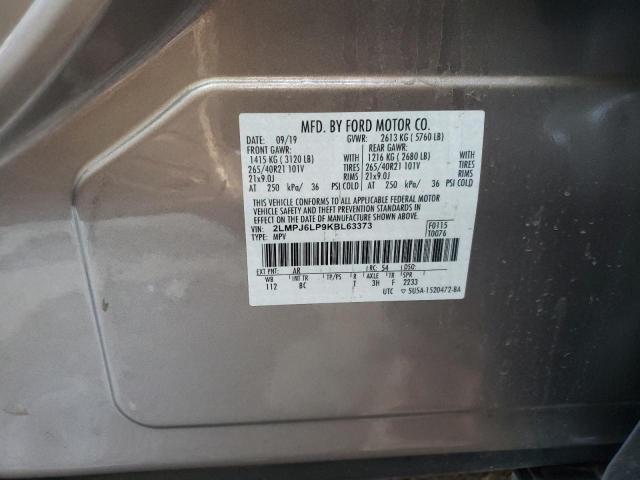 MFD. BY FORD MOTOR CO.
DATE: 09/19 GVWR: 2613 KG ( 5760 LB)
FRONT GAWR: REAR GAWR:
1415 KG ( 3120 LB) WITH 1216 KG ( 2680 LB) WITH
265/40R21 101V TIRES 265/40R21 101V TIRES
21x9.0J RIMS 21x9.0J RIMS
AT 250 kPa/ 36 PSI COLD AT 250 kPa/ 36 PSI COLD
THIS VEHICLE CONFORMS TO ALL APPLICABLE FEDERAL MOTOR
VEHICLE SAFETY AND THEFT PREVENTION STANDARDS IN EFFECT
ON THE DATE OF MANUFACTURE SHOWN ABOVE.
VIN: 2LMPJ6LP9KBL63373 F0115
TYPE: MPV T0076
EXT PNT: AR RC: 54 DSO:
WB INT TR TP/PS R AXLE TR SPR
112 BC T 3H F 2233
UTC ▽ 5U5A-1520472-BA